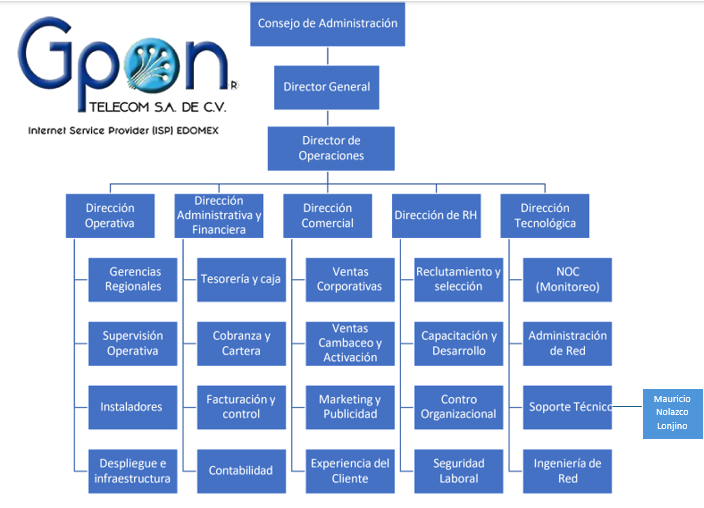 Gpon
R
TELECOM S.A. DE C.V.
Internet Service Provider (ISP) EDOMEX
Consejo de Administración
Director General
Director de
Operaciones
Dirección
Operativa
Dirección
Administrativa y
Financiera
Dirección
Comercial
Dirección de RH
Dirección
Tecnológica
Gerencias
Regionales
Tesorería y caja
Ventas
Corporativas
Reclutamiento y
selección
NOC
(Monitoreo)
Supervisión
Operativa
Cobranza y
Cartera
Ventas
Cambaceo y
Activación
Capacitación y
Desarrollo
Administración
de Red
Instaladores
Facturación y
control
Marketing y
Publicidad
Contro
Organizacional
Soporte Técnico
Mauricio
Nolazco
Lonjino
Despliegue e
infraestructura
Contabilidad
Experiencia del
Cliente
Seguridad
Laboral
Ingeniería de
Red